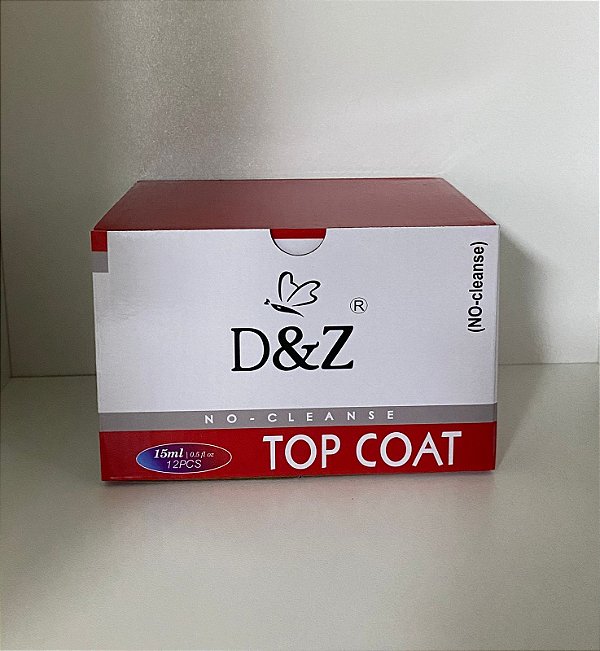 D&Z ®
(NO-cleanse)
NO-CLEANSE
15ml | 0.5 fl oz
12PCS
TOP COAT